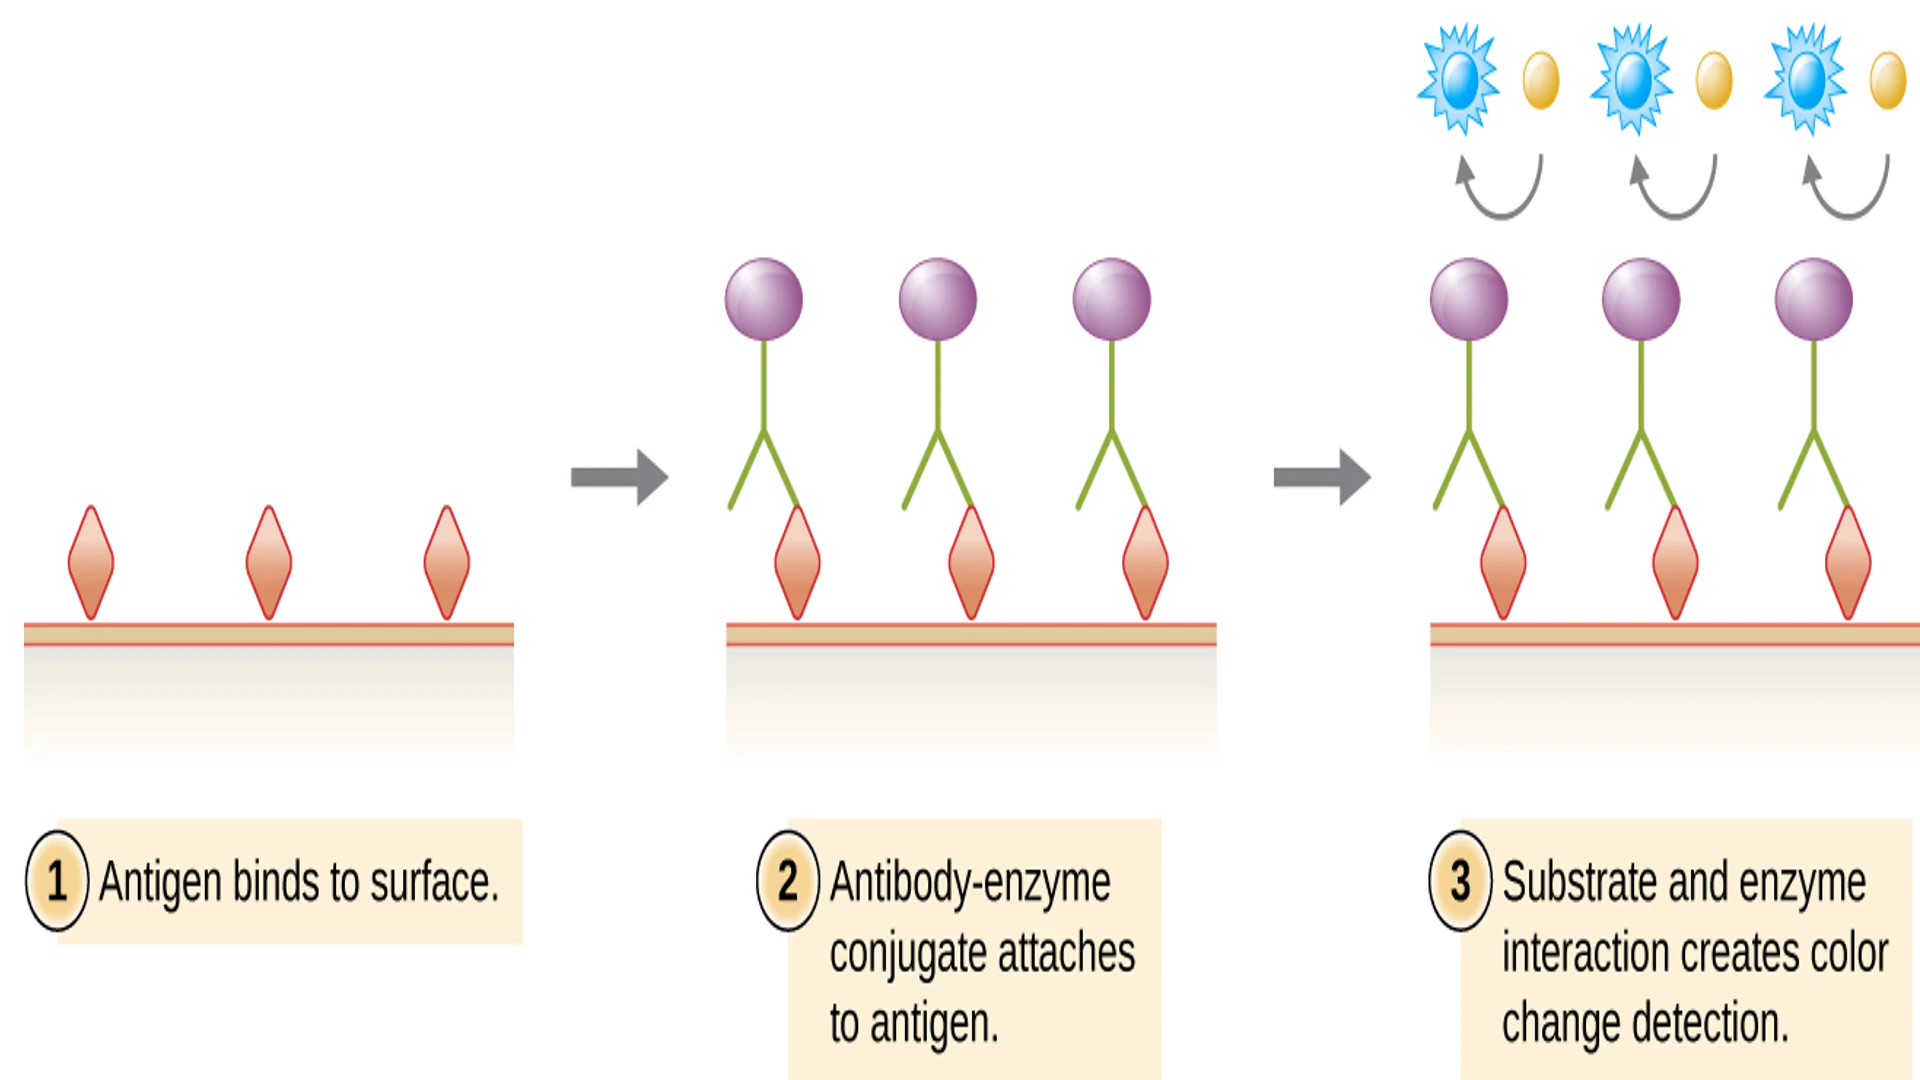 1 Antigen binds to surface.
2 Antibody-enzyme
conjugate attaches
to antigen.
3 Substrate and enzyme
interaction creates color
change detection.